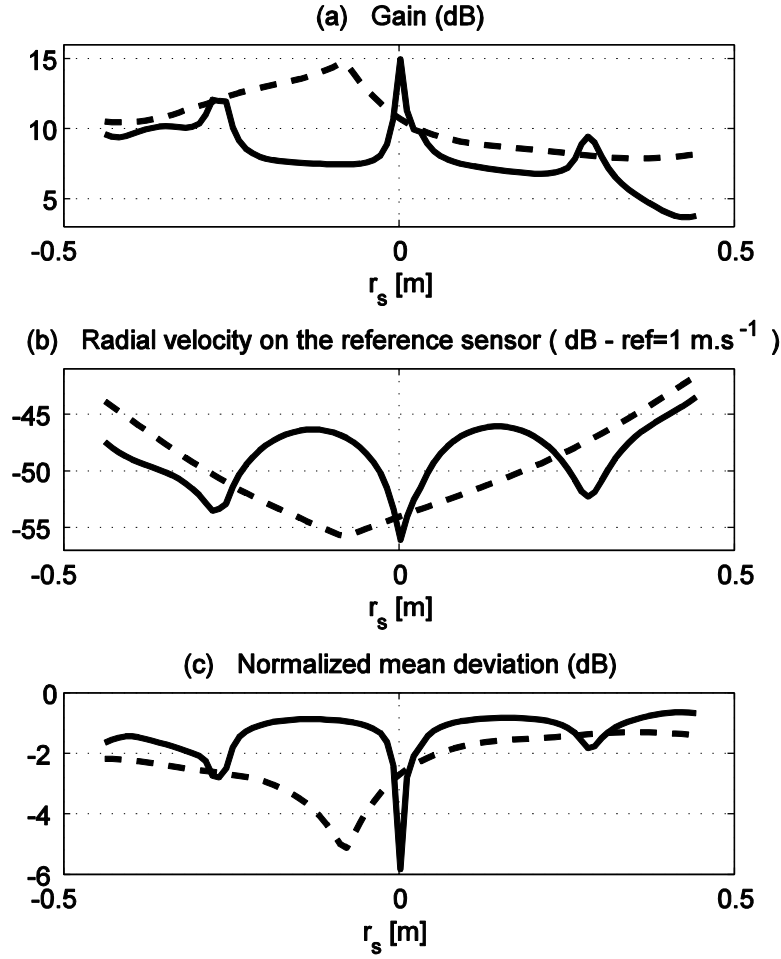 (a) Gain (dB)
15
10
5
-0.5 0 0.5
r_s [m]
(b) Radial velocity on the reference sensor ( dB - ref=1 m.s^-1 )
-45
-50
-55
-0.5 0 0.5
r_s [m]
(c) Normalized mean deviation (dB)
0
-2
-4
-6
-0.5 0 0.5
r_s [m]